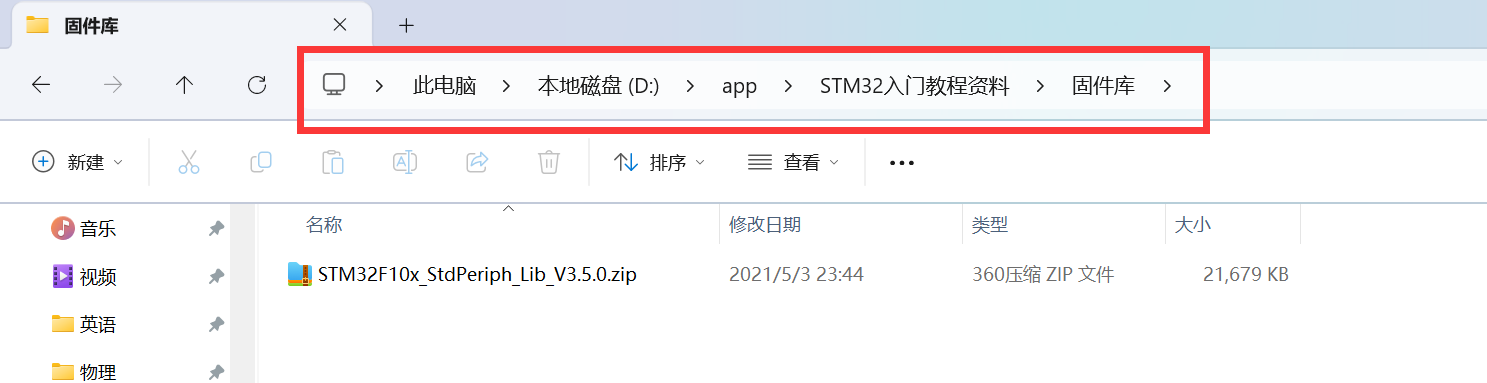 固件库
此电脑 本地磁盘 (D:) app STM32入门教程资料 固件库
新建 排序 查看
名称 修改日期 类型 大小
音乐
STM32F10x_StdPeriph_Lib_V3.5.0.zip 2021/5/3 23:44 360压缩 ZIP 文件 21,679 KB
视频
英语
物理